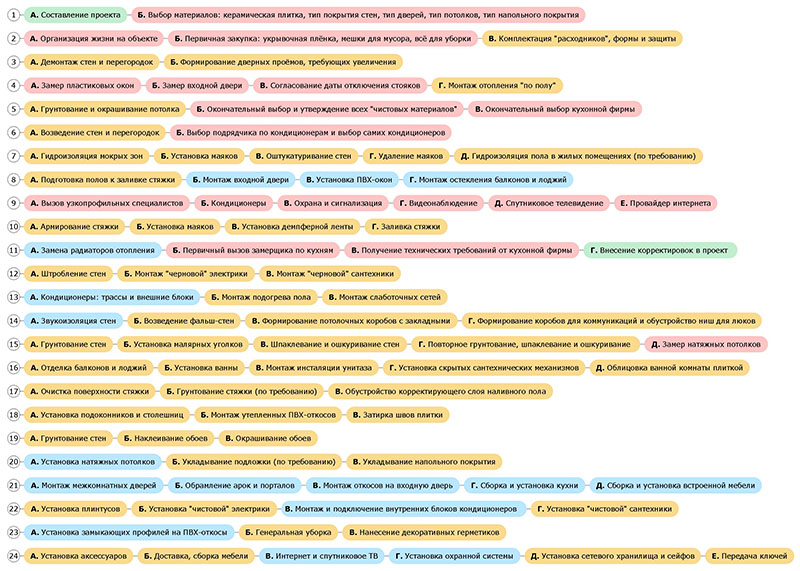 1 А. Составление проекта Б. Выбор материалов: керамическая плитка, тип покрытия стен, тип дверей, тип потолков, тип напольного покрытия
2 А. Организация жизни на объекте Б. Первичная закупка: укрывочная плёнка, мешки для мусора, всё для уборки В. Комплектация "расходников", формы и защиты
3 А. Демонтаж стен и перегородок Б. Формирование дверных проёмов, требующих увеличения
4 А. Замер пластиковых окон Б. Замер входной двери В. Согласование даты отключения стояков Г. Монтаж отопления "по полу"
5 А. Грунтование и окрашивание потолка Б. Окончательный выбор и утверждение всех "чистовых материалов" В. Окончательный выбор кухонной фирмы
6 А. Возведение стен и перегородок Б. Выбор подрядчика по кондиционерам и выбор самих кондиционеров
7 А. Гидроизоляция мокрых зон Б. Установка маяков В. Оштукатуривание стен Г. Удаление маяков Д. Гидроизоляция пола в жилых помещениях (по требованию)
8 А. Подготовка полов к заливке стяжки Б. Монтаж входной двери В. Установка ПВХ-окон Г. Монтаж остекления балконов и лоджий
9 А. Вызов узкопрофильных специалистов Б. Кондиционеры В. Охрана и сигнализация Г. Видеонаблюдение Д. Спутниковое телевидение Е. Провайдер интернета
10 А. Армирование стяжки Б. Установка маяков В. Установка демпферной ленты Г. Заливка стяжки
11 А. Замена радиаторов отопления Б. Первичный вызов замерщика по кухням В. Получение технических требований от кухонной фирмы Г. Внесение корректировок в проект
12 А. Штробление стен Б. Монтаж "черновой" электрики В. Монтаж "черновой" сантехники
13 А. Кондиционеры: трассы и внешние блоки Б. Монтаж подогрева пола В. Монтаж слаботочных сетей
14 А. Звукоизоляция стен Б. Возведение фальш-стен В. Формирование потолочных коробов с закладными Г. Формирование коробов для коммуникаций и обустройство ниш для люков
15 А. Грунтование стен Б. Установка малярных уголков В. Шпаклевание и ошкуривание стен Г. Повторное грунтование, шпаклевание и ошкуривание Д. Замер натяжных потолков
16 А. Отделка балконов и лоджий Б. Установка ванны В. Монтаж инсталяции унитаза Г. Установка скрытых сантехнических механизмов Д. Облицовка ванной комнаты плиткой
17 А. Очистка поверхности стяжки Б. Грунтование стяжки (по требованию) В. Обустройство корректирующего слоя наливного пола
18 А. Установка подоконников и столешниц Б. Монтаж утепленных ПВХ-откосов В. Затирка швов плитки
19 А. Грунтование стен Б. Наклеивание обоев В. Окрашивание обоев
20 А. Установка натяжных потолков Б. Укладывание подложки (по требованию) В. Укладывание напольного покрытия
21 А. Монтаж межкомнатных дверей Б. Обрамление арок и порталов В. Монтаж откосов на входную дверь Г. Сборка и установка кухни Д. Сборка и установка встроенной мебели
22 А. Установка плинтусов Б. Установка "чистовой" электрики В. Монтаж и подключение внутренних блоков кондиционеров Г. Установка "чистовой" сантехники
23 А. Установка замыкающих профилей на ПВХ-откосы Б. Генеральная уборка В. Нанесение декоративных герметиков
24 А. Установка аксессуаров Б. Доставка, сборка мебели В. Интернет и спутниковое ТВ Г. Установка охранной системы Д. Установка сетевого хранилища и сейфов Е. Передача ключей